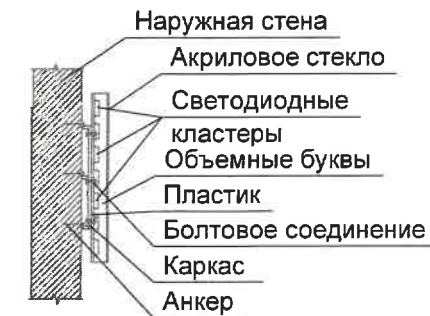 Наружная стена
Акриловое стекло
Светодиодные
кластеры
Объемные буквы
Пластик
Болтовое соединение
Каркас
Анкер